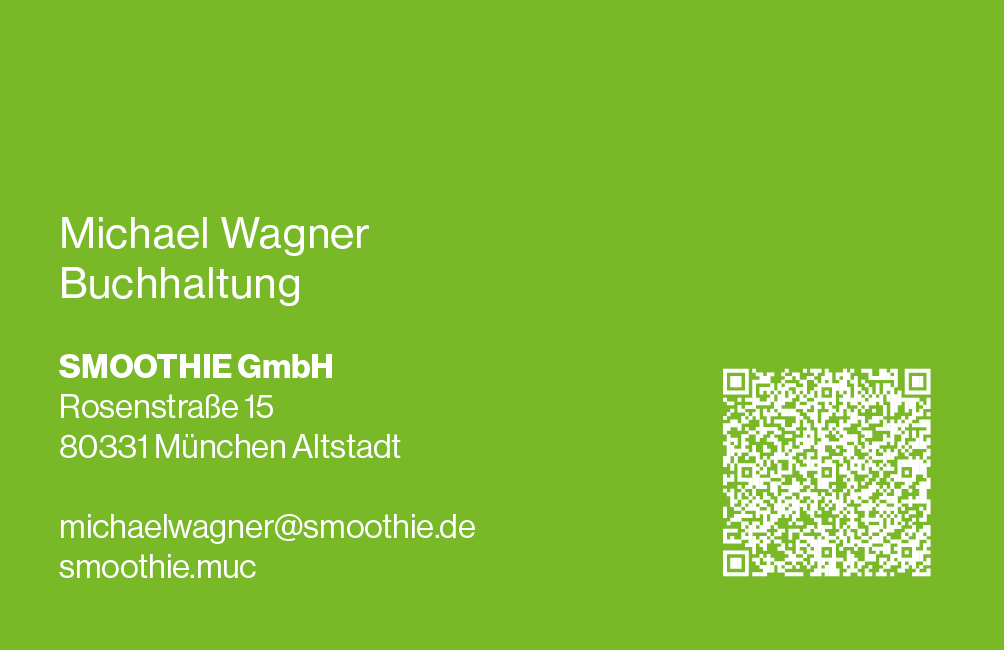 Michael Wagner
Buchhaltung
SMOOTHIE GmbH
Rosenstraße 15
80331 München Altstadt
michaelwagner@smoothie.de
smoothie.muc